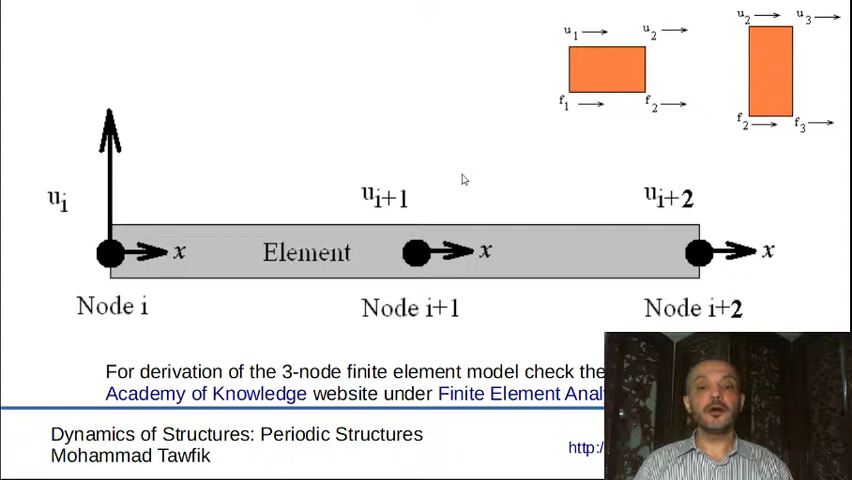 u1 u2 u2 u3
f1 f2 f2 f3
ui ui+1 ui+2
x Element x x
Node i Node i+1 Node i+2
For derivation of the 3-node finite element model check the
Academy of Knowledge website under Finite Element
Dynamics of Structures: Periodic Structures
Mohammad Tawfik
http:/